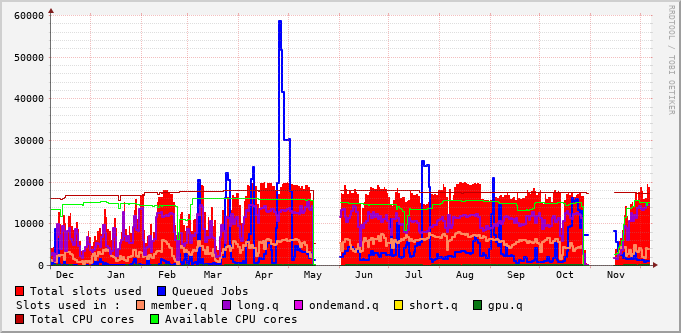 RRDTOOL / TOBI OETIKER
60000
50000
40000
30000
20000
10000
0
Dec Jan Feb Mar Apr May Jun Jul Aug Sep Oct Nov
Total slots used Queued Jobs
Slots used in : member.q long.q ondemand.q short.q gpu.q
Total CPU cores Available CPU cores